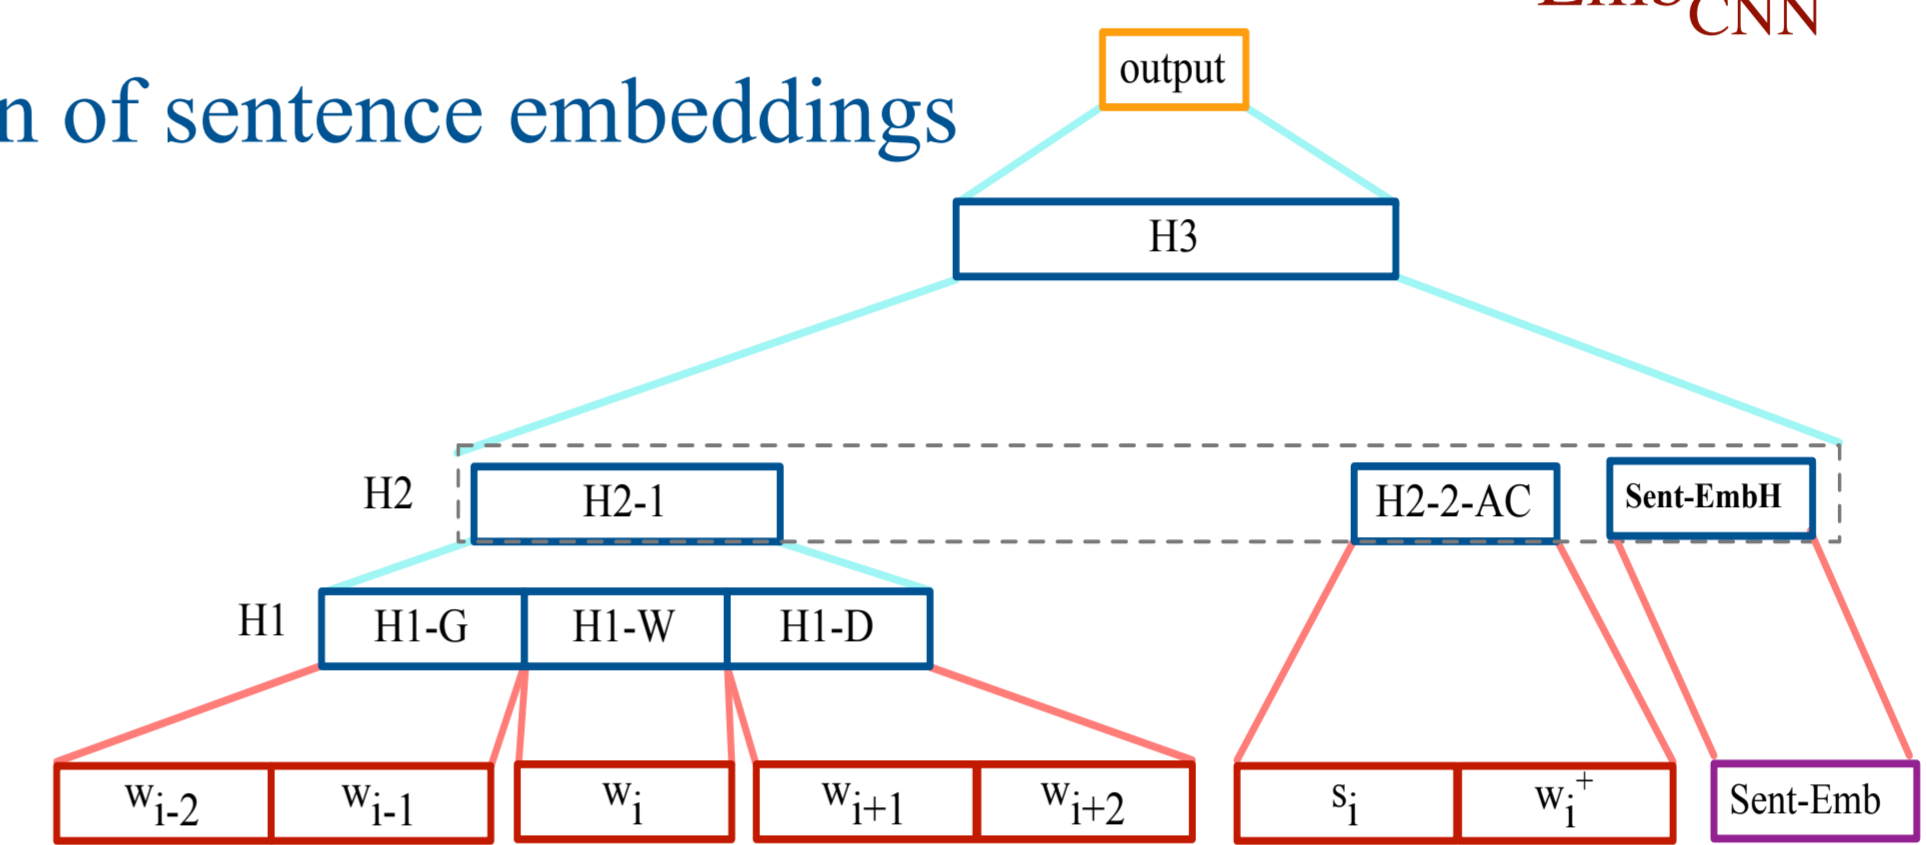 CNN
n of sentence embeddings
output
H3
H2
H2-1
H2-2-AC
Sent-EmbH
H1
H1-G
H1-W
H1-D
wi-2
wi-1
wi
wi+1
wi+2
si
wi+
Sent-Emb